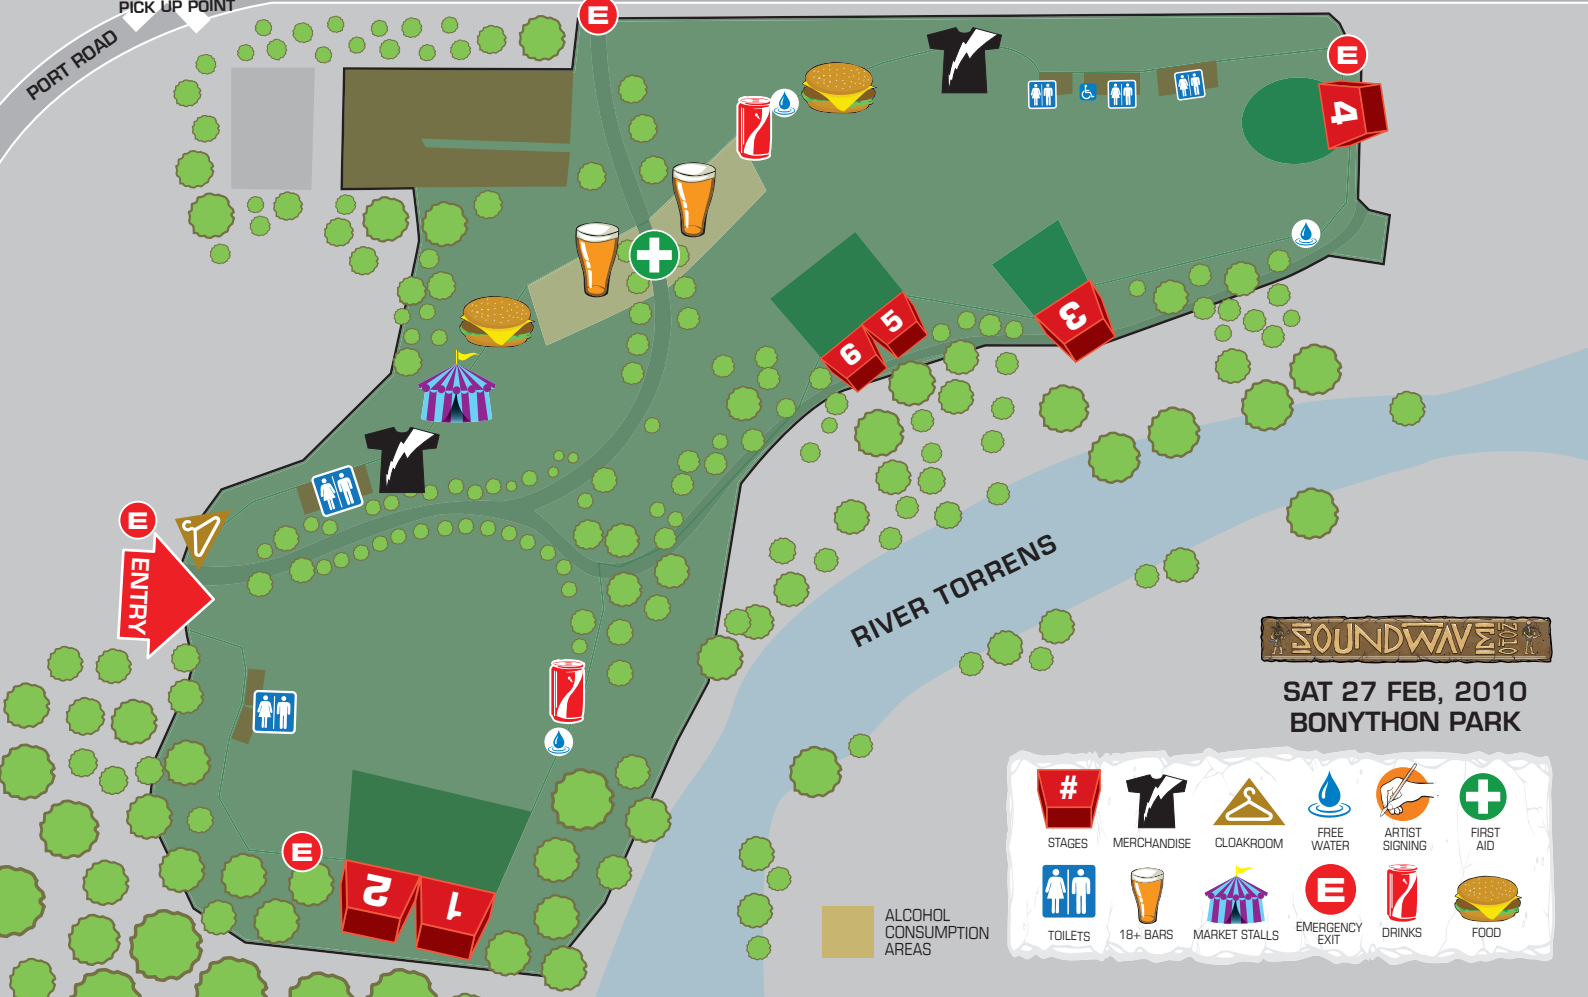 PICK UP POINT
PORT ROAD
E
E
4
3
5
6
E
ENTRY
RIVER TORRENS
SOUNDWAVE 2010
SAT 27 FEB, 2010
BONYTHON PARK
E
2
1
#
STAGES
MERCHANDISE
CLOAKROOM
FREE
WATER
ARTIST
SIGNING
FIRST
AID
E
TOILETS
18+ BARS
MARKET STALLS
EMERGENCY
EXIT
DRINKS
FOOD
ALCOHOL
CONSUMPTION
AREAS